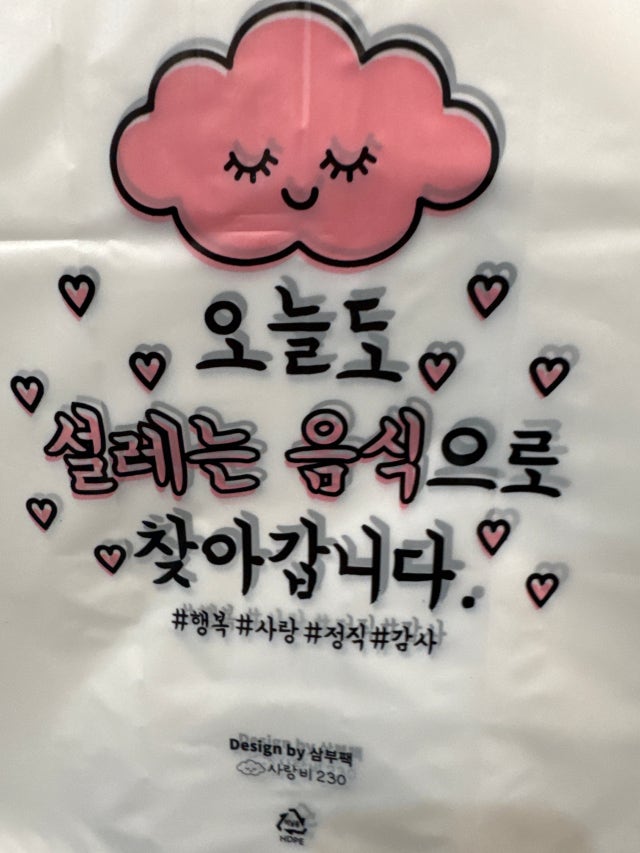 오늘도
설레는 음식으로
찾아갑니다.
#행복 #사랑 #정직 #감사
Design by 삼부팩
사랑비 230
HDPE